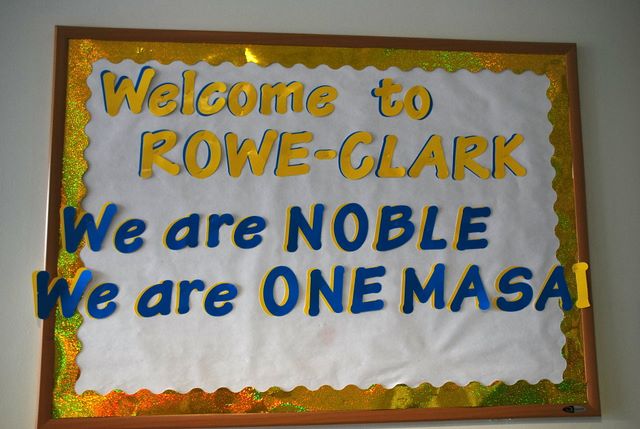 Welcome to
ROWE-CLARK
We are NOBLE
We are ONE MASAI